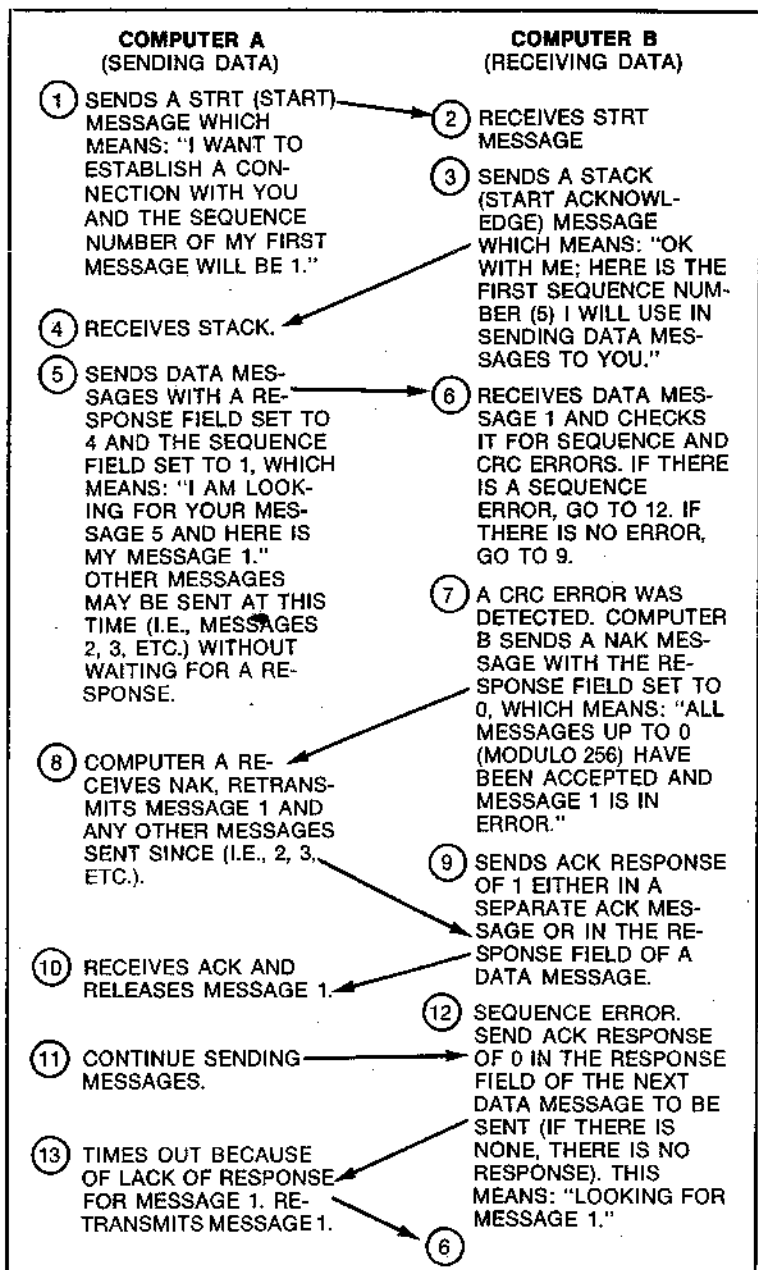 COMPUTER A
(SENDING DATA)
1 SENDS A STRT (START)
MESSAGE WHICH
MEANS: "I WANT TO
ESTABLISH A CON-
NECTION WITH YOU
AND THE SEQUENCE
NUMBER OF MY FIRST
MESSAGE WILL BE 1."
4 RECEIVES STACK.
5 SENDS DATA MES-
SAGES WITH A RE-
SPONSE FIELD SET TO
4 AND THE SEQUENCE
FIELD SET TO 1, WHICH
MEANS: "I AM LOOK-
ING FOR YOUR MES-
SAGE 5 AND HERE IS
MY MESSAGE 1."
OTHER MESSAGES
MAY BE SENT AT THIS
TIME (I.E., MESSAGES
2, 3, ETC.) WITHOUT
WAITING FOR A RE-
SPONSE.
8 COMPUTER A RE-
CEIVES NAK, RETRANS-
MITS MESSAGE 1 AND
ANY OTHER MESSAGES
SENT SINCE (I.E., 2, 3,
ETC.).
10 RECEIVES ACK AND
RELEASES MESSAGE 1.
11 CONTINUE SENDING
MESSAGES.
13 TIMES OUT BECAUSE
OF LACK OF RESPONSE
FOR MESSAGE 1. RE-
TRANSMITS MESSAGE 1.
COMPUTER B
(RECEIVING DATA)
2 RECEIVES STRT
MESSAGE
3 SENDS A STACK
(START ACKNOWL-
EDGE) MESSAGE
WHICH MEANS: "OK
WITH ME; HERE IS THE
FIRST SEQUENCE NUM-
BER (5) I WILL USE IN
SENDING DATA MES-
SAGES TO YOU."
6 RECEIVES DATA MES-
SAGE 1 AND CHECKS
IT FOR SEQUENCE AND
CRC ERRORS. IF THERE
IS A SEQUENCE
ERROR, GO TO 12. IF
THERE IS NO ERROR,
GO TO 9.
7 A CRC ERROR WAS
DETECTED. COMPUTER
B SENDS A NAK MES-
SAGE WITH THE RE-
SPONSE FIELD SET TO
0, WHICH MEANS: "ALL
MESSAGES UP TO 0
(MODULO 256) HAVE
BEEN ACCEPTED AND
MESSAGE 1 IS IN
ERROR."
9 SENDS ACK RESPONSE
OF 1 EITHER IN A
SEPARATE ACK MES-
SAGE OR IN THE RE-
SPONSE FIELD OF A
DATA MESSAGE.
12 SEQUENCE ERROR.
SEND ACK RESPONSE
OF 0 IN THE RESPONSE
FIELD OF THE NEXT
DATA MESSAGE TO BE
SENT (IF THERE IS
NONE, THERE IS NO
RESPONSE). THIS
MEANS: "LOOKING FOR
MESSAGE 1."
6